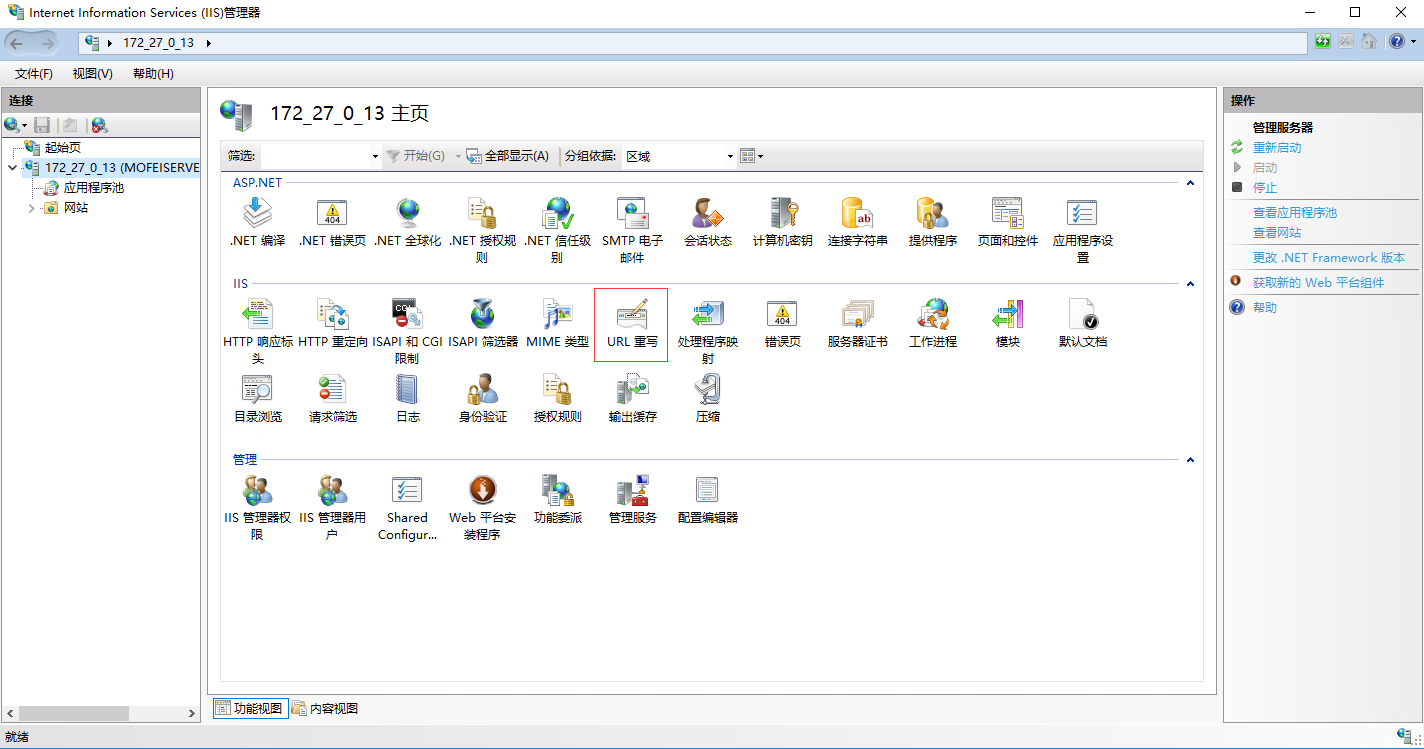 Internet Information Services (IIS)管理器
172_27_0_13
文件(F) 视图(V) 帮助(H)
连接
起始页
172_27_0_13 (MOFEISERVE
应用程序池
网站
172_27_0_13 主页
筛选: 开始(G) 全部显示(A) 分组依据: 区域
ASP.NET
.NET 编译 .NET 错误页 .NET 全球化 .NET 授权规 .NET 信任级 SMTP 电子 会话状态 计算机密钥 连接字符串 提供程序 页面和控件 应用程序设
则 别 邮件 置
IIS
HTTP 响应标 HTTP 重定向 ISAPI 和 CGI ISAPI 筛选器 MIME 类型 URL 重写 处理程序映 错误页 服务器证书 工作进程 模块 默认文档
头 限制 射
目录浏览 请求筛选 日志 身份验证 授权规则 输出缓存 压缩
管理
IIS 管理器权 IIS 管理器用 Shared Web 平台安 功能委派 管理服务 配置编辑器
限 户 Configur... 装程序
功能视图 内容视图
操作
管理服务器
重新启动
启动
停止
查看应用程序池
查看网站
更改 .NET Framework 版本
获取新的 Web 平台组件
帮助
就绪